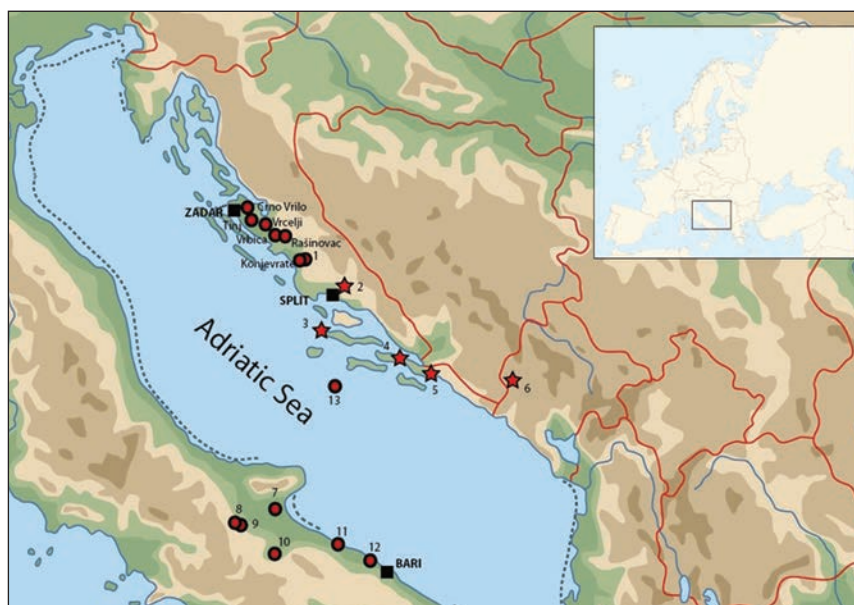 Crno Vrilo
ZADAR
Tinj
Vrcelji
Vrbica
Rašinovac
Konjevrate
1
2
SPLIT
3
Adriatic Sea
4
5
6
13
7
8
9
10
11
12
BARI